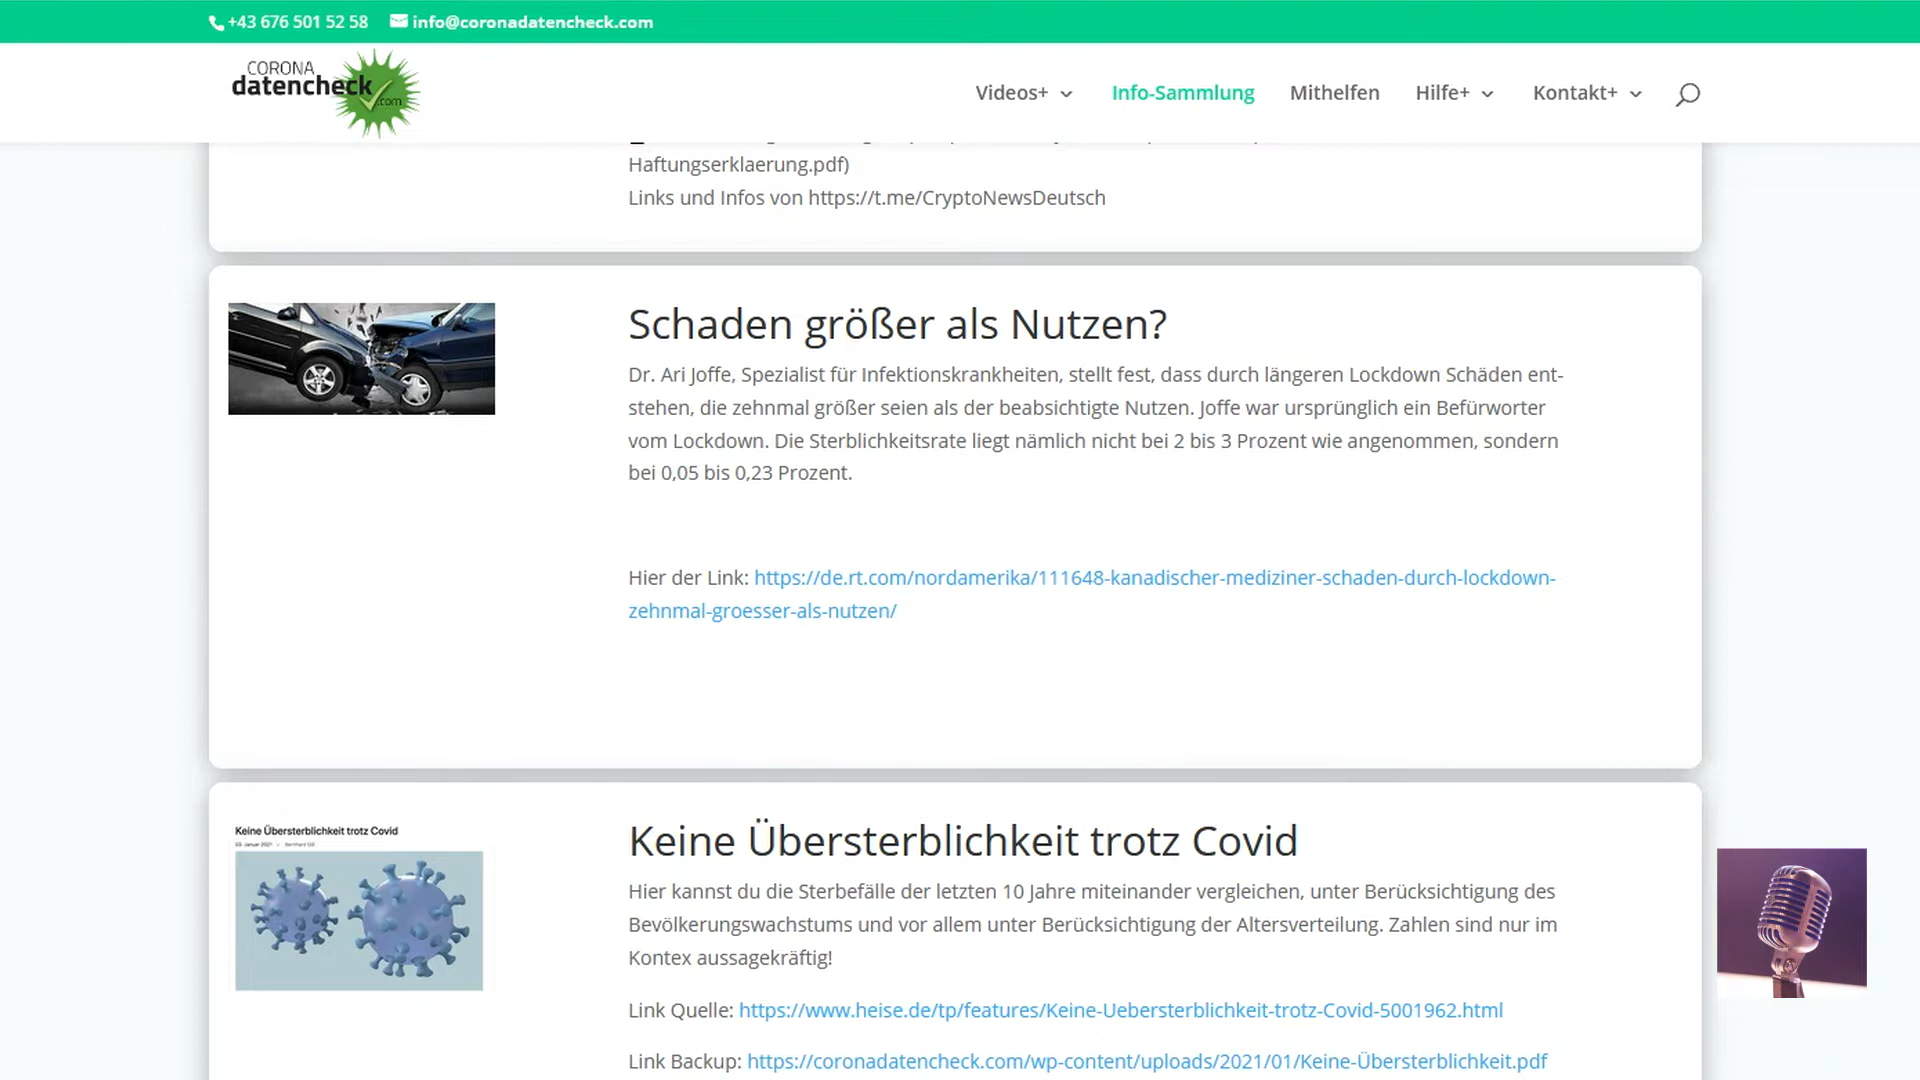 +43 676 501 52 58 info@coronadatencheck.com
CORONA
datencheck
.com
Videos+ Info-Sammlung Mithelfen Hilfe+ Kontakt+
Haftungserklaerung.pdf)
Links und Infos von https://t.me/CryptoNewsDeutsch
Schaden größer als Nutzen?
Dr. Ari Joffe, Spezialist für Infektionskrankheiten, stellt fest, dass durch längeren Lockdown Schäden ent-
stehen, die zehnmal größer seien als der beabsichtigte Nutzen. Joffe war ursprünglich ein Befürworter
vom Lockdown. Die Sterblichkeitsrate liegt nämlich nicht bei 2 bis 3 Prozent wie angenommen, sondern
bei 0,05 bis 0,23 Prozent.
Hier der Link: https://de.rt.com/nordamerika/111648-kanadischer-mediziner-schaden-durch-lockdown-
zehnmal-groesser-als-nutzen/
Keine Übersterblichkeit trotz Covid
03. Januar 2021 • Bernhard Gill
Keine Übersterblichkeit trotz Covid
Hier kannst du die Sterbefälle der letzten 10 Jahre miteinander vergleichen, unter Berücksichtigung des
Bevölkerungswachstums und vor allem unter Berücksichtigung der Altersverteilung. Zahlen sind nur im
Kontex aussagekräftig!
Link Quelle: https://www.heise.de/tp/features/Keine-Uebersterblichkeit-trotz-Covid-5001962.html
Link Backup: https://coronadatencheck.com/wp-content/uploads/2021/01/Keine-Übersterblichkeit.pdf